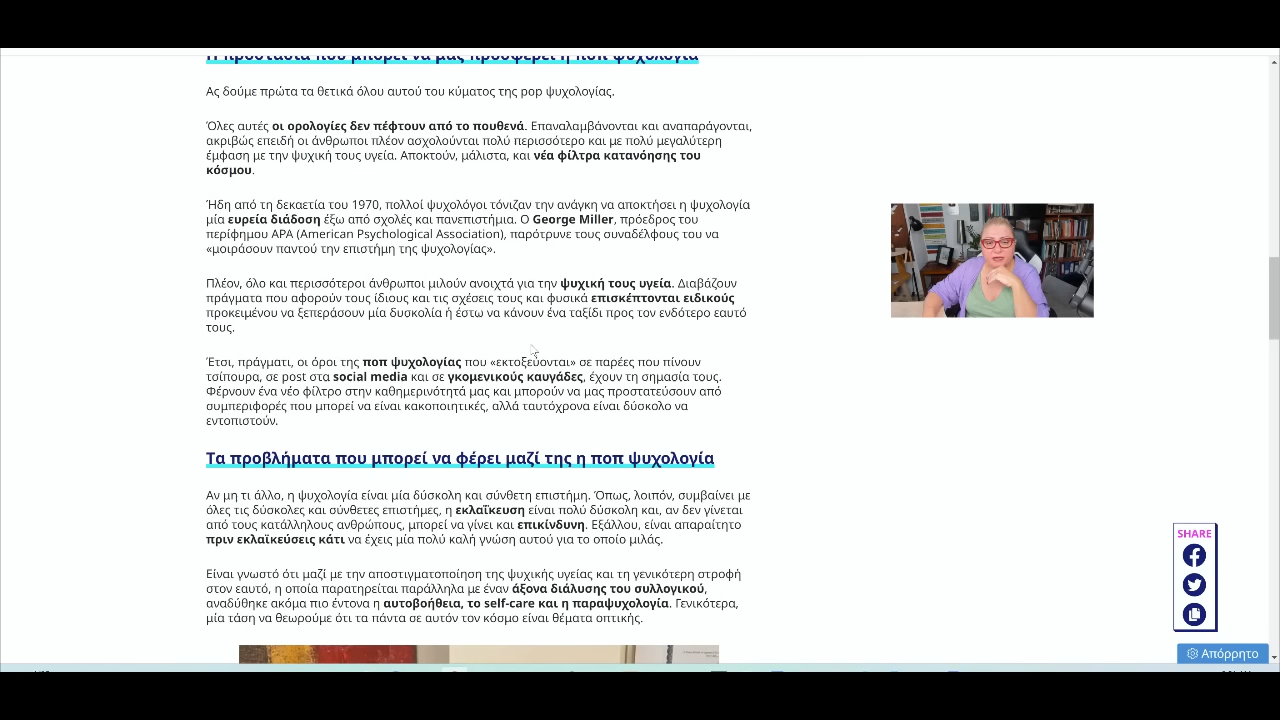 Η προστασία που μπορεί να μας προσφέρει η ποπ ψυχολογία
Ας δούμε πρώτα τα θετικά όλου αυτού του κύματος της pop ψυχολογίας.
Όλες αυτές οι ορολογίες δεν πέφτουν από το πουθενά. Επαναλαμβάνονται και αναπαράγονται,
ακριβώς επειδή οι άνθρωποι πλέον ασχολούνται πολύ περισσότερο και με πολύ μεγαλύτερη
έμφαση με την ψυχική τους υγεία. Αποκτούν, μάλιστα, και νέα φίλτρα κατανόησης του
κόσμου.
Ήδη από τη δεκαετία του 1970, πολλοί ψυχολόγοι τόνιζαν την ανάγκη να αποκτήσει η ψυχολογία
μία ευρεία διάδοση έξω από σχολές και πανεπιστήμια. Ο George Miller, πρόεδρος του
περίφημου APA (American Psychological Association), παρότρυνε τους συναδέλφους του να
«μοιράσουν παντού την επιστήμη της ψυχολογίας».
Πλέον, όλο και περισσότεροι άνθρωποι μιλούν ανοιχτά για την ψυχική τους υγεία. Διαβάζουν
πράγματα που αφορούν τους ίδιους και τις σχέσεις τους και φυσικά επισκέπτονται ειδικούς
προκειμένου να ξεπεράσουν μία δυσκολία ή έστω να κάνουν ένα ταξίδι προς τον ενδότερο εαυτό
τους.
Έτσι, πράγματι, οι όροι της ποπ ψυχολογίας που «εκτοξεύονται» σε παρέες που πίνουν
τσίπουρα, σε post στα social media και σε γκομενικούς καυγάδες, έχουν τη σημασία τους.
Φέρνουν ένα νέο φίλτρο στην καθημερινότητά μας και μπορούν να μας προστατεύσουν από
συμπεριφορές που μπορεί να είναι κακοποιητικές, αλλά ταυτόχρονα είναι δύσκολο να
εντοπιστούν.
Τα προβλήματα που μπορεί να φέρει μαζί της η ποπ ψυχολογία
Αν μη τι άλλο, η ψυχολογία είναι μία δύσκολη και σύνθετη επιστήμη. Όπως, λοιπόν, συμβαίνει με
όλες τις δύσκολες και σύνθετες επιστήμες, η εκλαΐκευση είναι πολύ δύσκολη και, αν δεν γίνεται
από τους κατάλληλους ανθρώπους, μπορεί να γίνει και επικίνδυνη. Εξάλλου, είναι απαραίτητο
πριν εκλαϊκεύσεις κάτι να έχεις μία πολύ καλή γνώση αυτού για το οποίο μιλάς.
Είναι γνωστό ότι μαζί με την αποστιγματοποίηση της ψυχικής υγείας και τη γενικότερη στροφή
στον εαυτό, η οποία παρατηρείται παράλληλα με έναν άξονα διάλυσης του συλλογικού,
αναδύθηκε ακόμα πιο έντονα η αυτοβοήθεια, το self-care και η παραψυχολογία. Γενικότερα,
μία τάση να θεωρούμε ότι τα πάντα σε αυτόν τον κόσμο είναι θέματα οπτικής.
SHARE
Απόρρητο